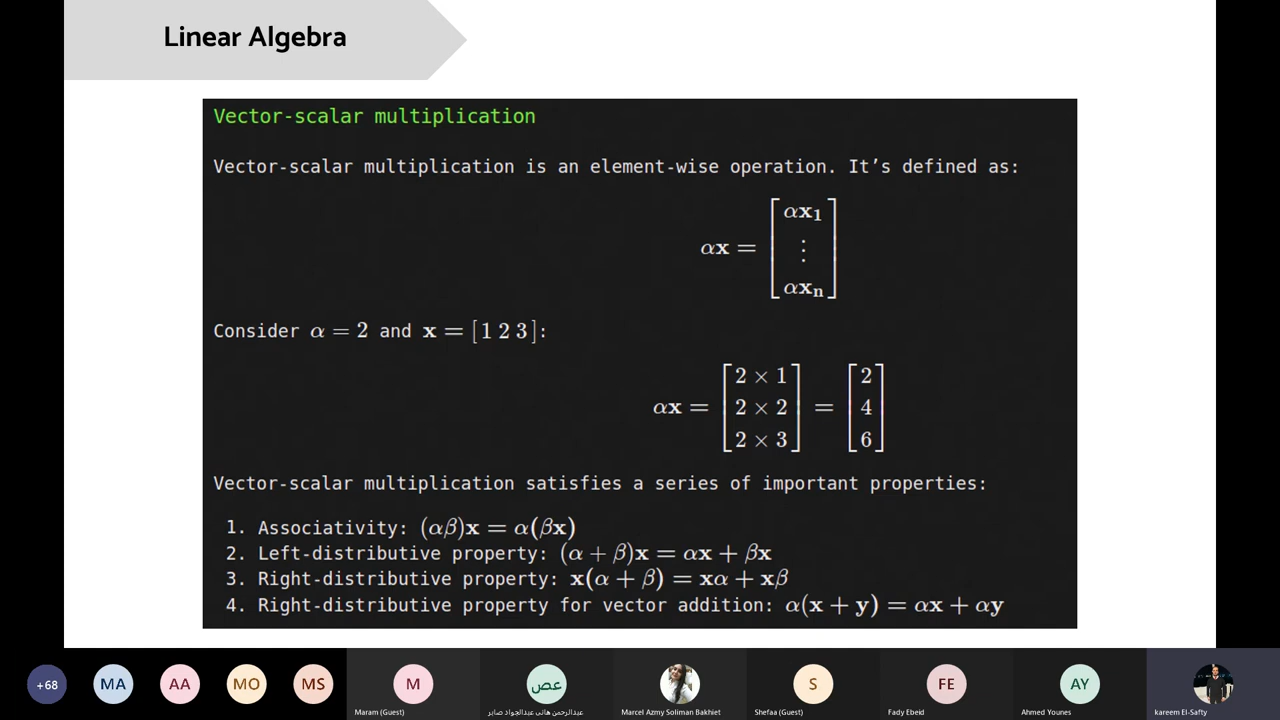 Linear Algebra
Vector-scalar multiplication
Vector-scalar multiplication is an element-wise operation. It’s defined as:
αx = [αx₁ ⋮ αxₙ]
Consider α = 2 and x = [1 2 3]:
αx = [2 × 1 2 × 2 2 × 3] = [2 4 6]
Vector-scalar multiplication satisfies a series of important properties:
1. Associativity: (αβ)x = α(βx)
2. Left-distributive property: (α + β)x = αx + βx
3. Right-distributive property: x(α + β) = xα + xβ
4. Right-distributive property for vector addition: α(x + y) = αx + αy
+68 MA AA MO MS M عص S FE AY
Maram (Guest) عبدالرحمن هانى عبدالجواد صابر Marcel Azmy Soliman Bakhiet Shefaa (Guest) Fady Ebeid Ahmed Younes kareem El-Safty